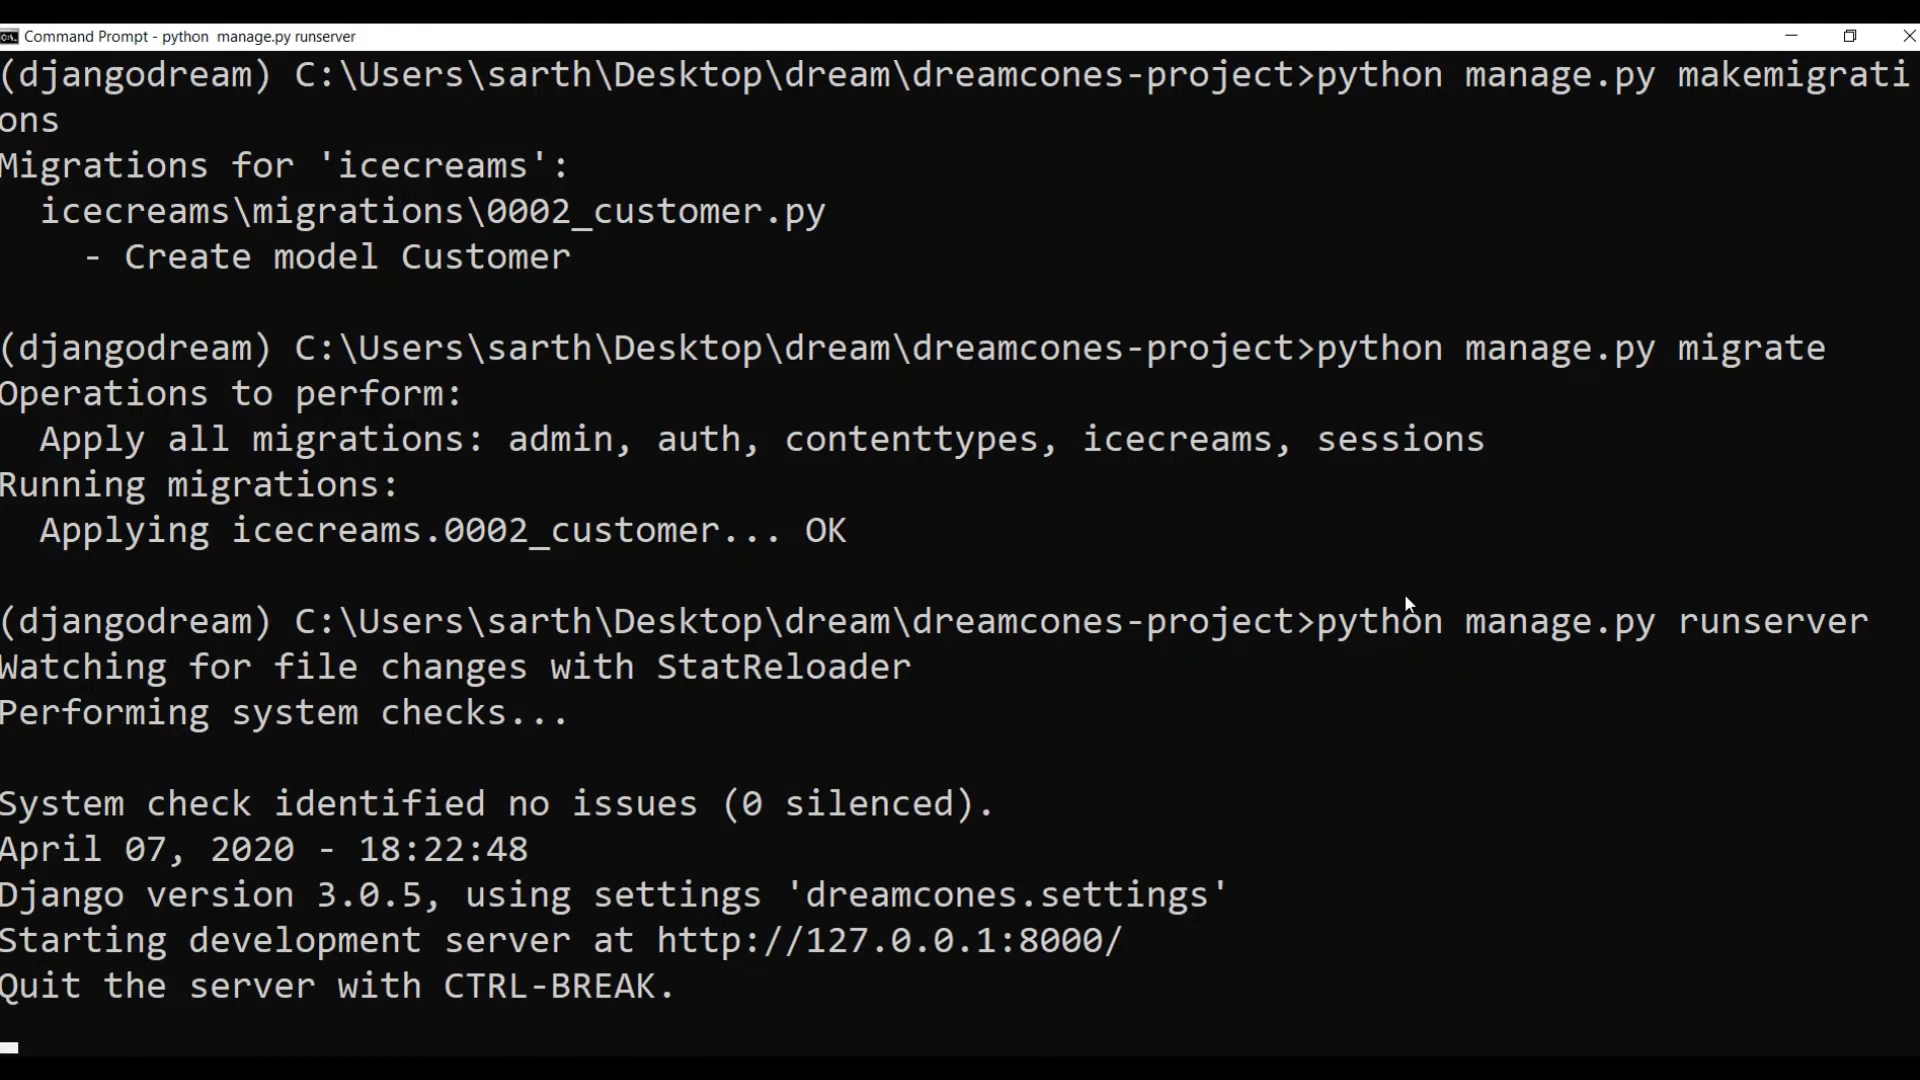 Command Prompt - python  manage.py runserver
(djangodream) C:\Users\sarth\Desktop\dream\dreamcones-project>python manage.py makemigrati
ons
Migrations for 'icecreams':
  icecreams\migrations\0002_customer.py
    - Create model Customer
(djangodream) C:\Users\sarth\Desktop\dream\dreamcones-project>python manage.py migrate
Operations to perform:
  Apply all migrations: admin, auth, contenttypes, icecreams, sessions
Running migrations:
  Applying icecreams.0002_customer... OK
(djangodream) C:\Users\sarth\Desktop\dream\dreamcones-project>python manage.py runserver
Watching for file changes with StatReloader
Performing system checks...
System check identified no issues (0 silenced).
April 07, 2020 - 18:22:48
Django version 3.0.5, using settings 'dreamcones.settings'
Starting development server at http://127.0.0.1:8000/
Quit the server with CTRL-BREAK.